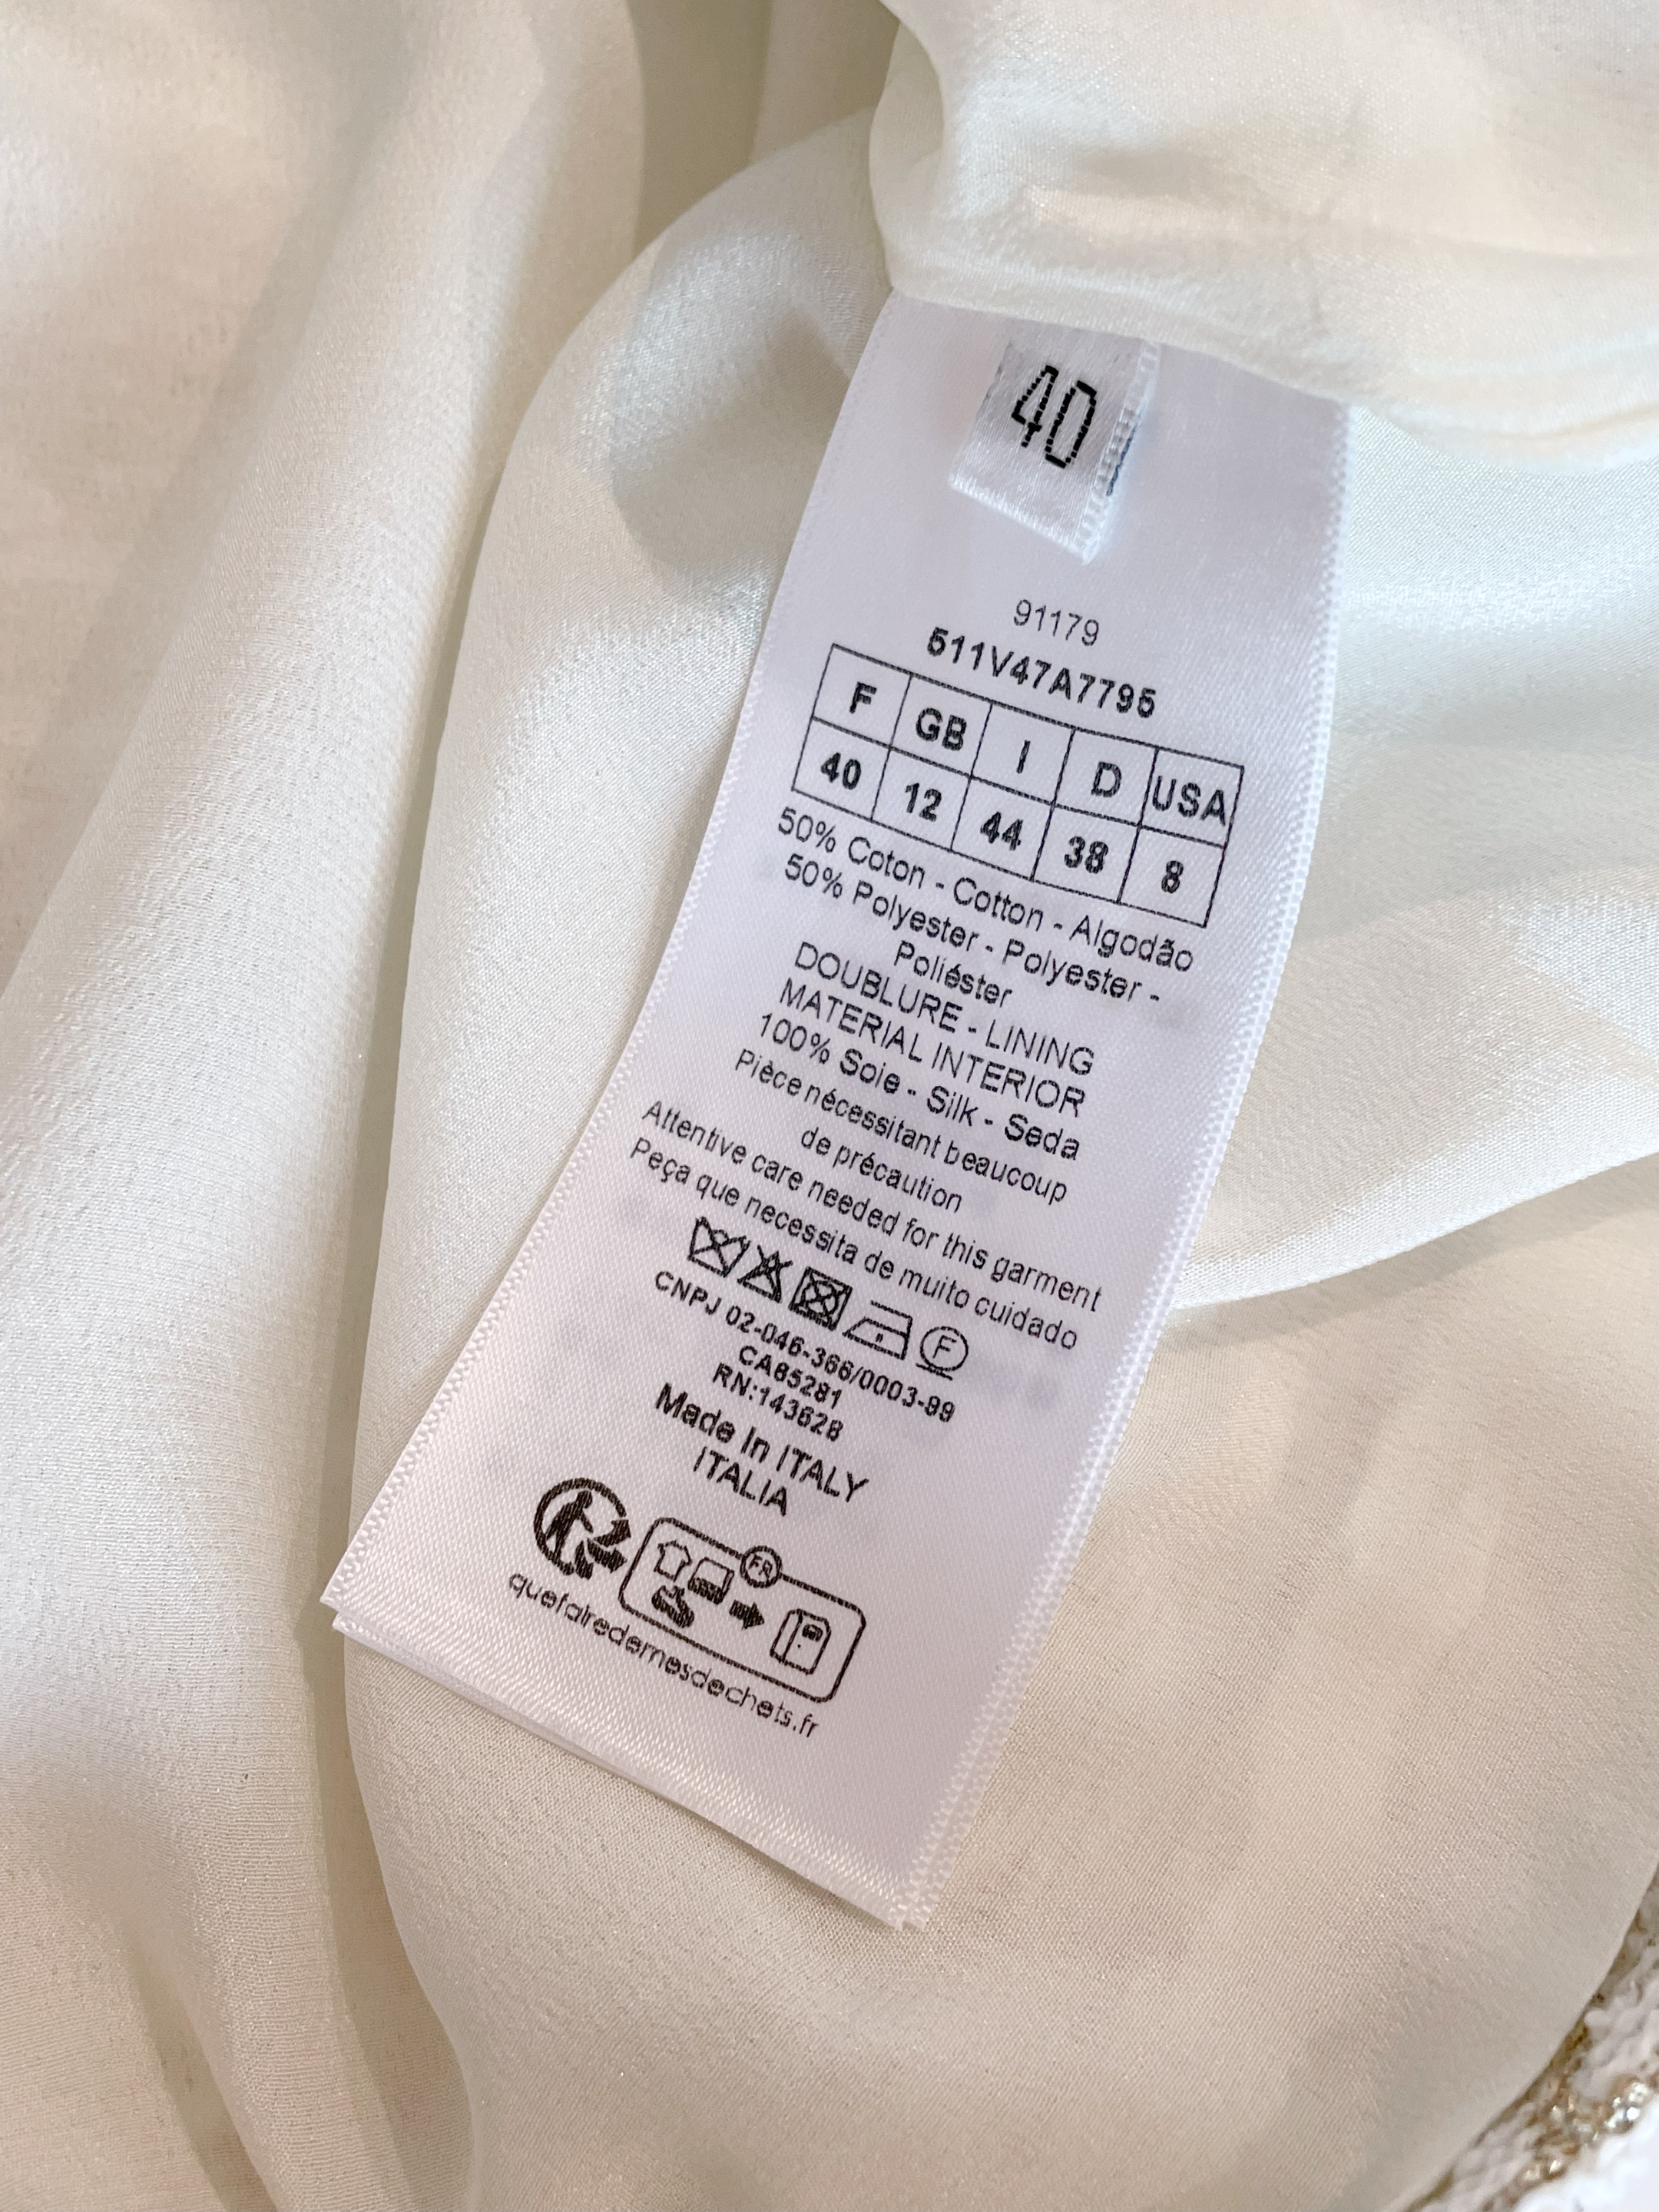 40
91179
511V47A7795
F GB I D USA
40 12 44 38 8
50% Coton - Cotton - Algodão
50% Polyester - Polyester -
Poliéster
DOUBLURE - LINING
MATERIAL INTERIOR
100% Soie - Silk - Seda
Pièce nécessitant beaucoup
de précaution
Attentive care needed for this garment
Peça que necessita de muito cuidado
F
CNPJ 02-046-366/0003-99
CA65281
RN:143628
Made In ITALY
ITALIA
FR
quefairedemesdechets.fr